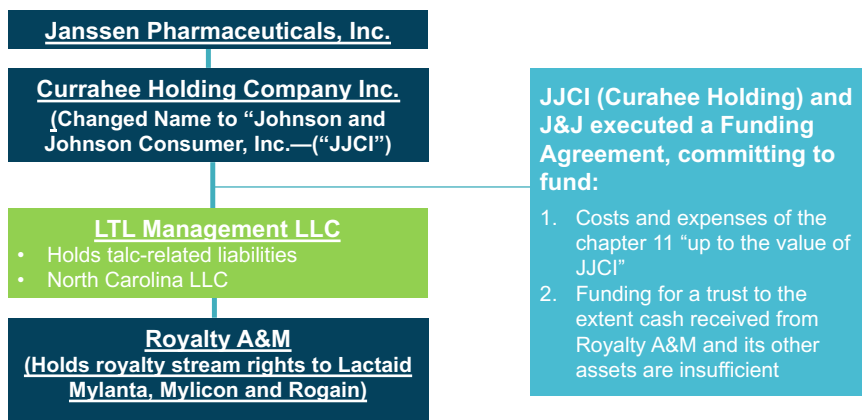 Janssen Pharmaceuticals, Inc.
Currahee Holding Company Inc.
(Changed Name to “Johnson and
Johnson Consumer, Inc.—(“JJCI”)
LTL Management LLC
• Holds talc-related liabilities
• North Carolina LLC
Royalty A&M
(Holds royalty stream rights to Lactaid
Mylanta, Mylicon and Rogain)
JJCI (Curahee Holding) and
J&J executed a Funding
Agreement, committing to
fund:
1. Costs and expenses of the
chapter 11 “up to the value of
JJCI”
2. Funding for a trust to the
extent cash received from
Royalty A&M and its other
assets are insufficient